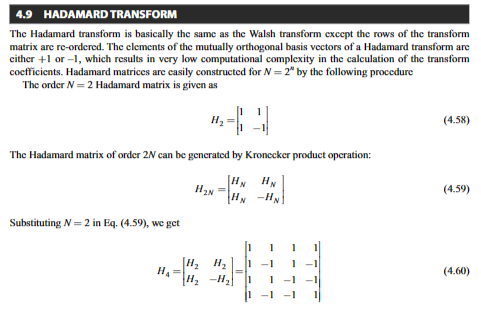 4.9 HADAMARD TRANSFORM
The Hadamard transform is basically the same as the Walsh transform except the rows of the transform
matrix are re-ordered. The elements of the mutually orthogonal basis vectors of a Hadamard transform are
either +1 or –1, which results in very low computational complexity in the calculation of the transform
coefficients. Hadamard matrices are easily constructed for N = 2ⁿ by the following procedure
The order N = 2 Hadamard matrix is given as
H₂ = [1 1
1 –1] (4.58)
The Hadamard matrix of order 2N can be generated by Kronecker product operation:
H₂N = [HN HN
HN –HN] (4.59)
Substituting N = 2 in Eq. (4.59), we get
H₄ = [H₂ H₂
H₂ –H₂] = [1 1 1 1
1 –1 1 –1
1 1 –1 –1
1 –1 –1 1] (4.60)